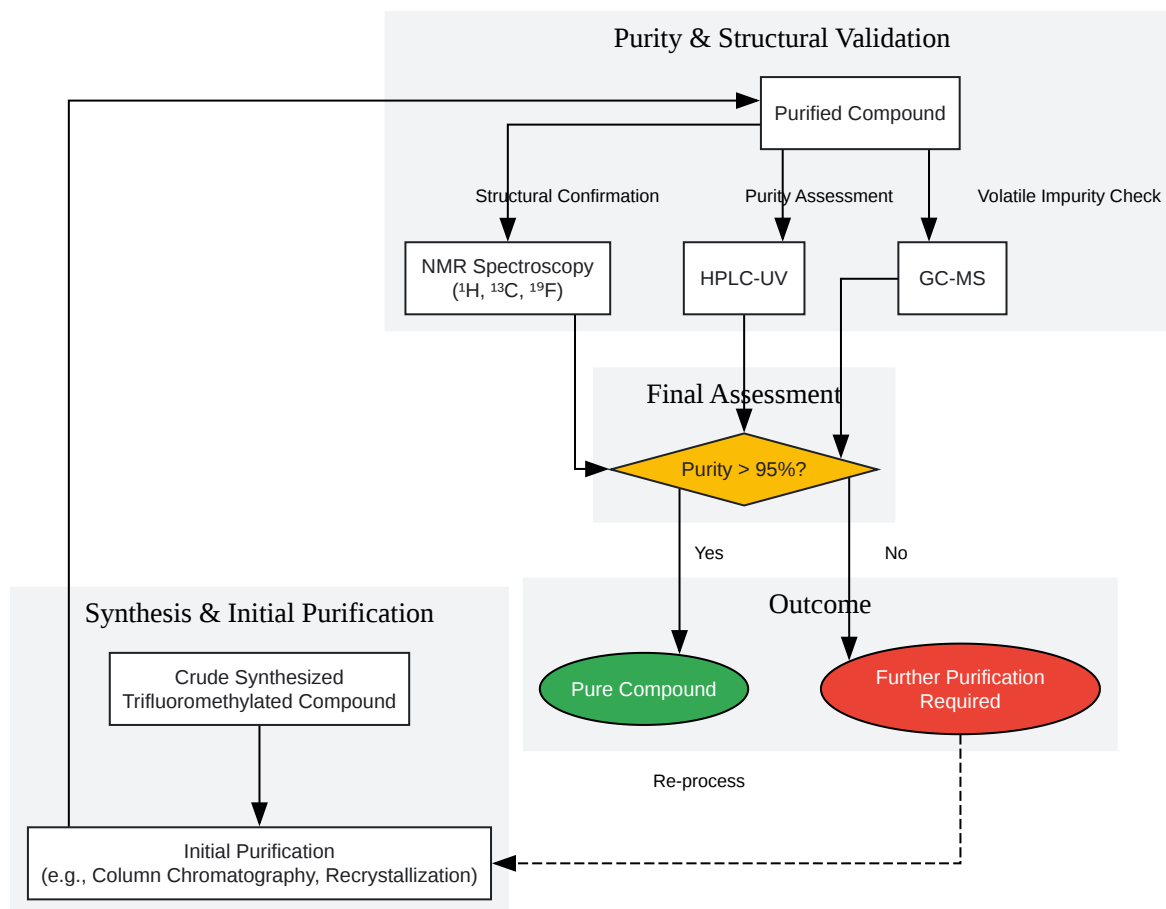 Purity & Structural Validation
Purified Compound
Structural Confirmation
Purity Assessment
Volatile Impurity Check
NMR Spectroscopy
(¹H, ¹³C, ¹⁹F)
HPLC-UV
GC-MS
Final Assessment
Purity > 95%?
Yes
No
Outcome
Pure Compound
Further Purification
Required
Synthesis & Initial Purification
Crude Synthesized
Trifluoromethylated Compound
Re-process
Initial Purification
(e.g., Column Chromatography, Recrystallization)